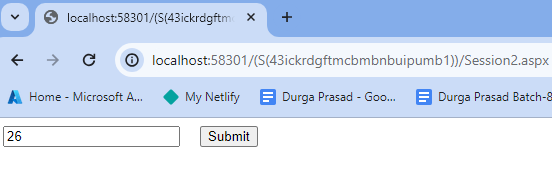 localhost:58301/(S(43ickrdgftmc
localhost:58301/(S(43ickrdgftmcbmbnbuipumb1))/Session2.aspx
Home - Microsoft A... My Netlify Durga Prasad - Goo... Durga Prasad Batch-8
26 Submit